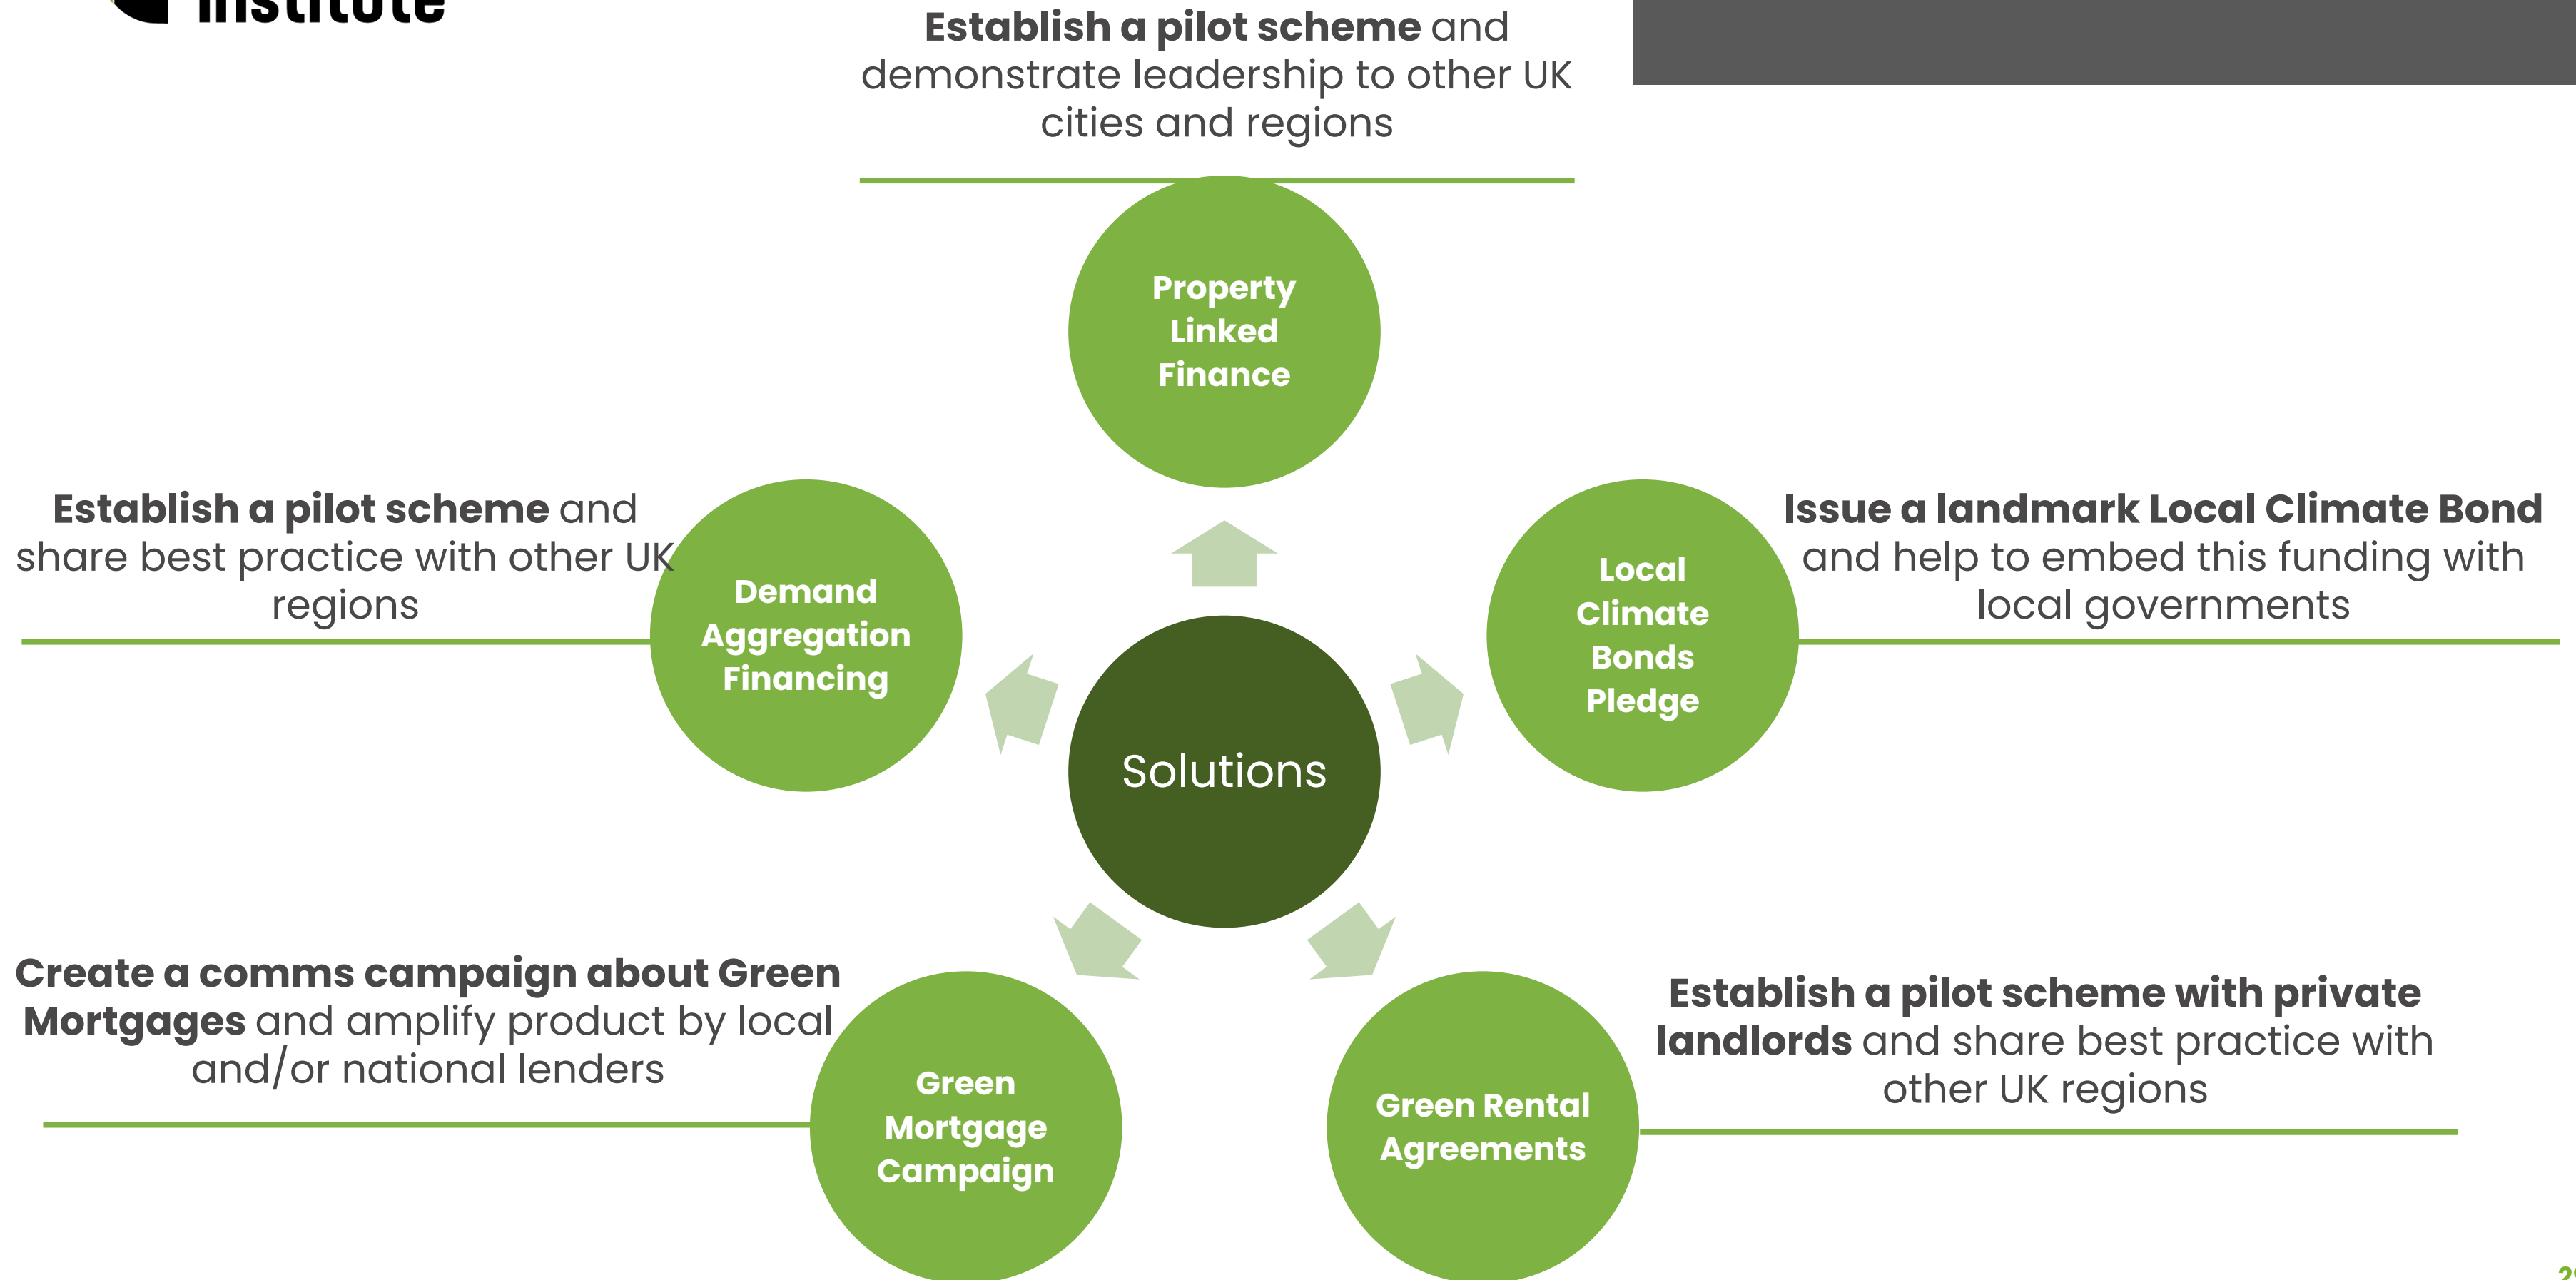 Institute
Establish a pilot scheme and
demonstrate leadership to other UK
cities and regions
Property
Linked
Finance
Establish a pilot scheme and
share best practice with other UK
regions
Demand
Aggregation
Financing
Local
Climate
Bonds
Pledge
Issue a landmark Local Climate Bond
and help to embed this funding with
local governments
Solutions
Create a comms campaign about Green
Mortgages and amplify product by local
and/or national lenders
Green
Mortgage
Campaign
Green Rental
Agreements
Establish a pilot scheme with private
landlords and share best practice with
other UK regions